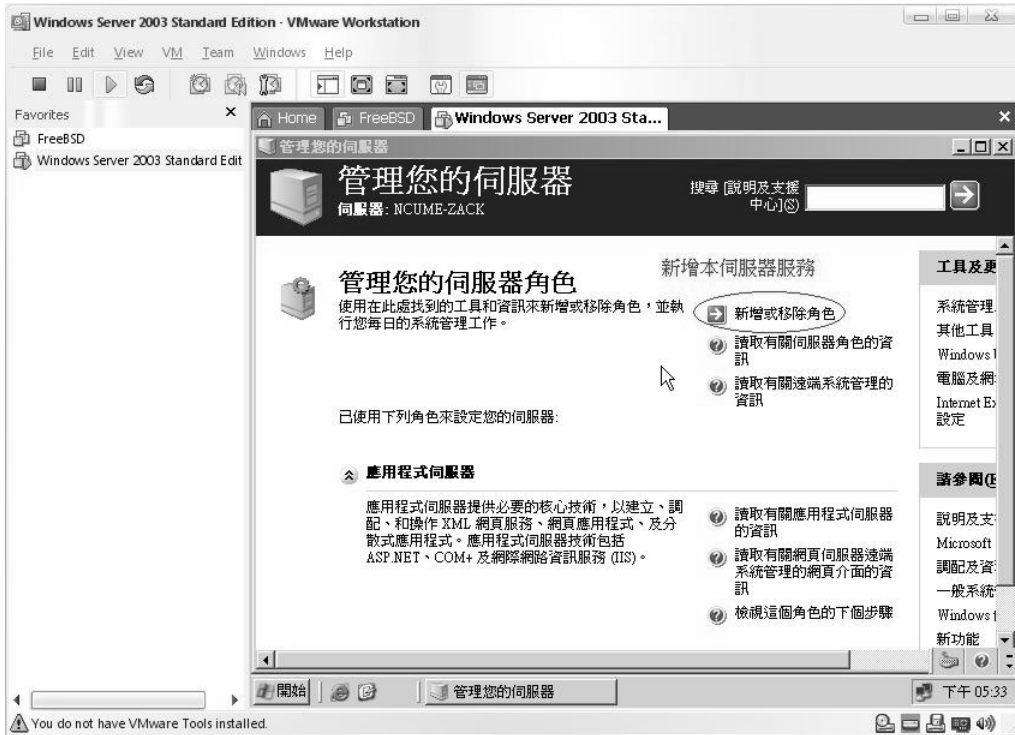 Windows Server 2003 Standard Edition - VMware Workstation
File Edit View VM Team Windows Help
Favorites
FreeBSD
Windows Server 2003 Standard Edit
Home
FreeBSD
Windows Server 2003 Sta...
管理您的伺服器
管理您的伺服器
伺服器: NCUME-ZACK
搜尋 [說明及支援
中心](S)
管理您的伺服器角色
使用在此處找到的工具和資訊來新增或移除角色，並執
行您每日的系統管理工作。
新增本伺服器服務
新增或移除角色
讀取有關伺服器角色的資
訊
讀取有關遠端系統管理的
資訊
已使用下列角色來設定您的伺服器:
應用程式伺服器
應用程式伺服器提供必要的核心技術，以建立、調
配、和操作 XML 網頁服務、網頁應用程式、及分
散式應用程式。應用程式伺服器技術包括
ASP.NET、COM+ 及網際網路資訊服務 (IIS)。
讀取有關應用程式伺服器
的資訊
讀取有關網頁伺服器遠端
系統管理的網頁介面的資
訊
檢視這個角色的下個步驟
工具及更
系統管理
其他工具
Windows
電腦及網
Internet Ex
設定
請參閱(E
說明及支
Microsoft
調配及資
一般系統
Windows
新功能
開始
管理您的伺服器
下午 05:33
You do not have VMware Tools installed.